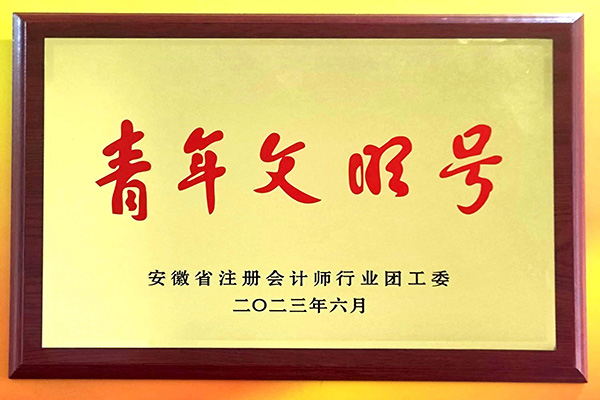 青年文明号
安徽省注册会计师行业团工委
二〇二三年六月